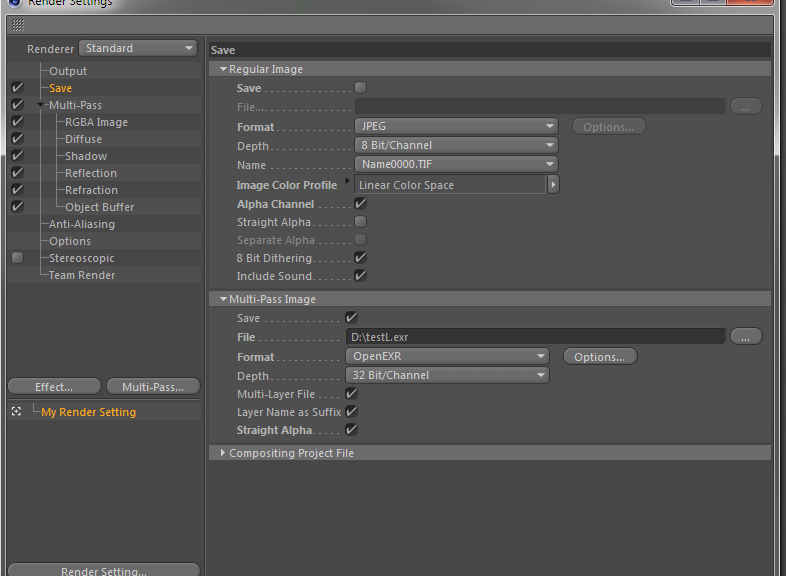 Render Settings
Renderer Standard
Output
Save
Multi-Pass
RGBA Image
Diffuse
Shadow
Reflection
Refraction
Object Buffer
Anti-Aliasing
Options
Stereoscopic
Team Render
Effect... Multi-Pass...
My Render Setting
Render Setting...
Save
Regular Image
Save
File...
...
Format JPEG Options...
Depth 8 Bit/Channel
Name Name0000.TIF
Image Color Profile Linear Color Space
Alpha Channel
Straight Alpha
Separate Alpha
8 Bit Dithering
Include Sound
Multi-Pass Image
Save
File D:\testL.exr ...
Format OpenEXR Options...
Depth 32 Bit/Channel
Multi-Layer File
Layer Name as Suffix
Straight Alpha
Compositing Project File